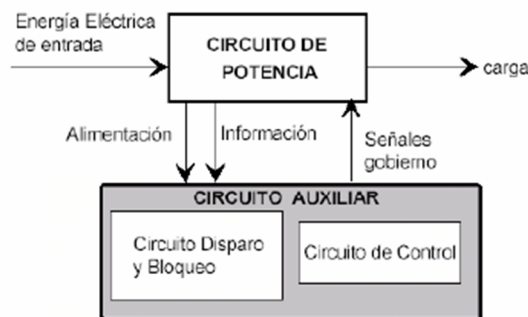 Energía Eléctrica
de entrada
CIRCUITO DE
POTENCIA
carga
Alimentación
Información
Señales
gobierno
CIRCUITO AUXILIAR
Circuito Disparo
y Bloqueo
Circuito de Control